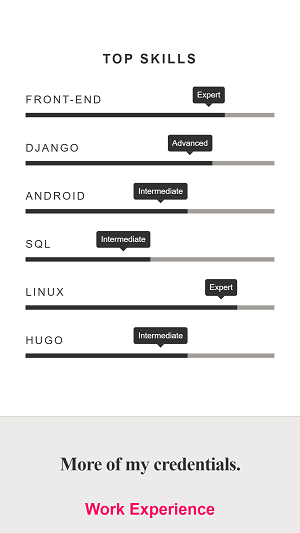 TOP SKILLS
Expert
FRONT-END
Advanced
DJANGO
Intermediate
ANDROID
Intermediate
SQL
Expert
LINUX
Intermediate
HUGO
More of my credentials.
Work Experience